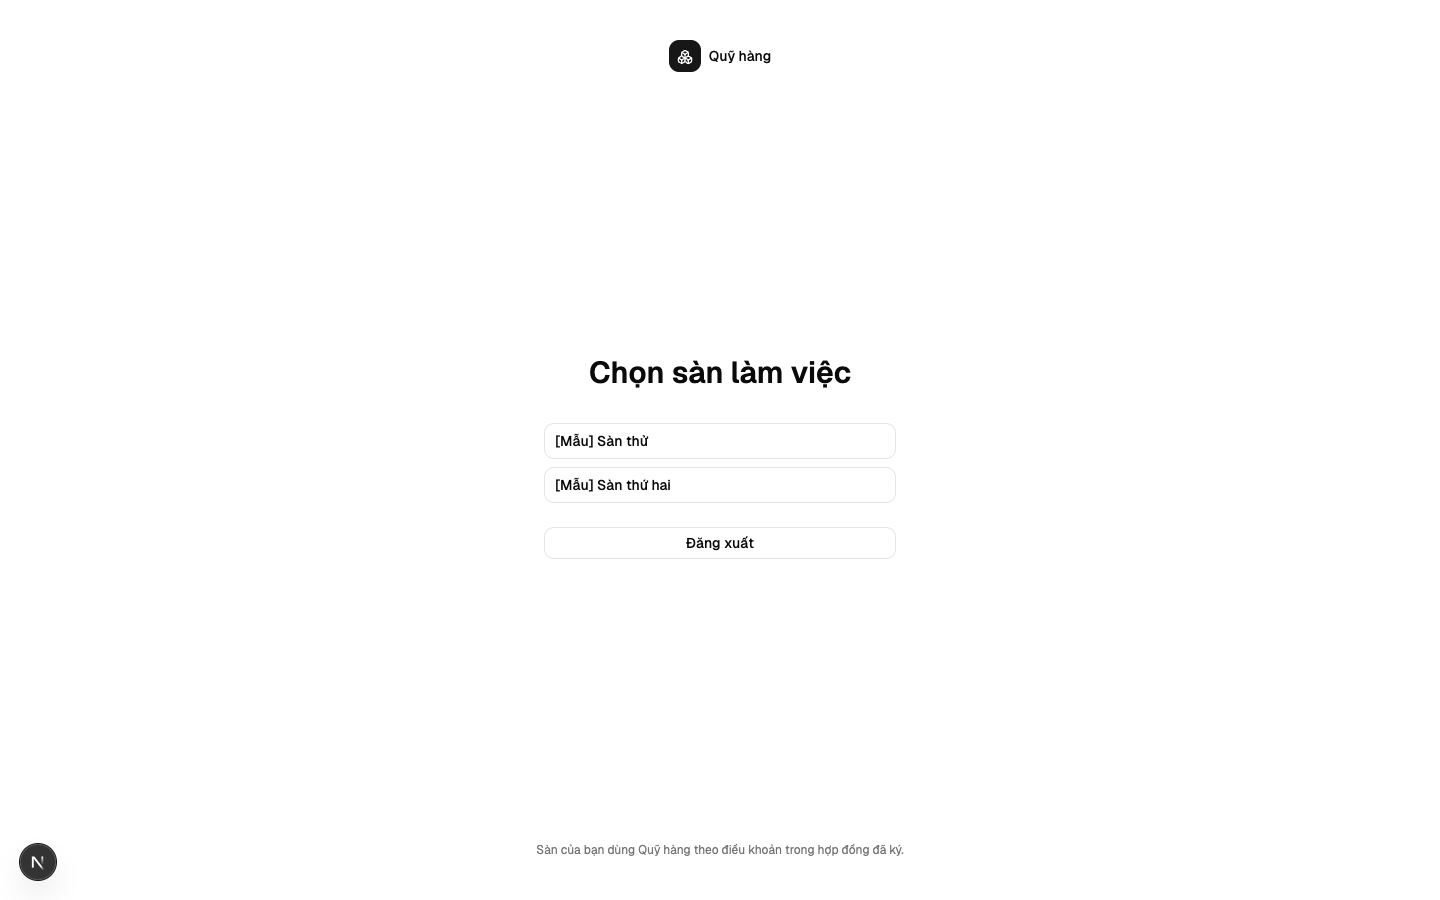 Quỹ hàng
Chọn sàn làm việc
[Mẫu] Sàn thử
[Mẫu] Sàn thứ hai
Đăng xuất
Sàn của bạn dùng Quỹ hàng theo điều khoản trong hợp đồng đã ký.
N